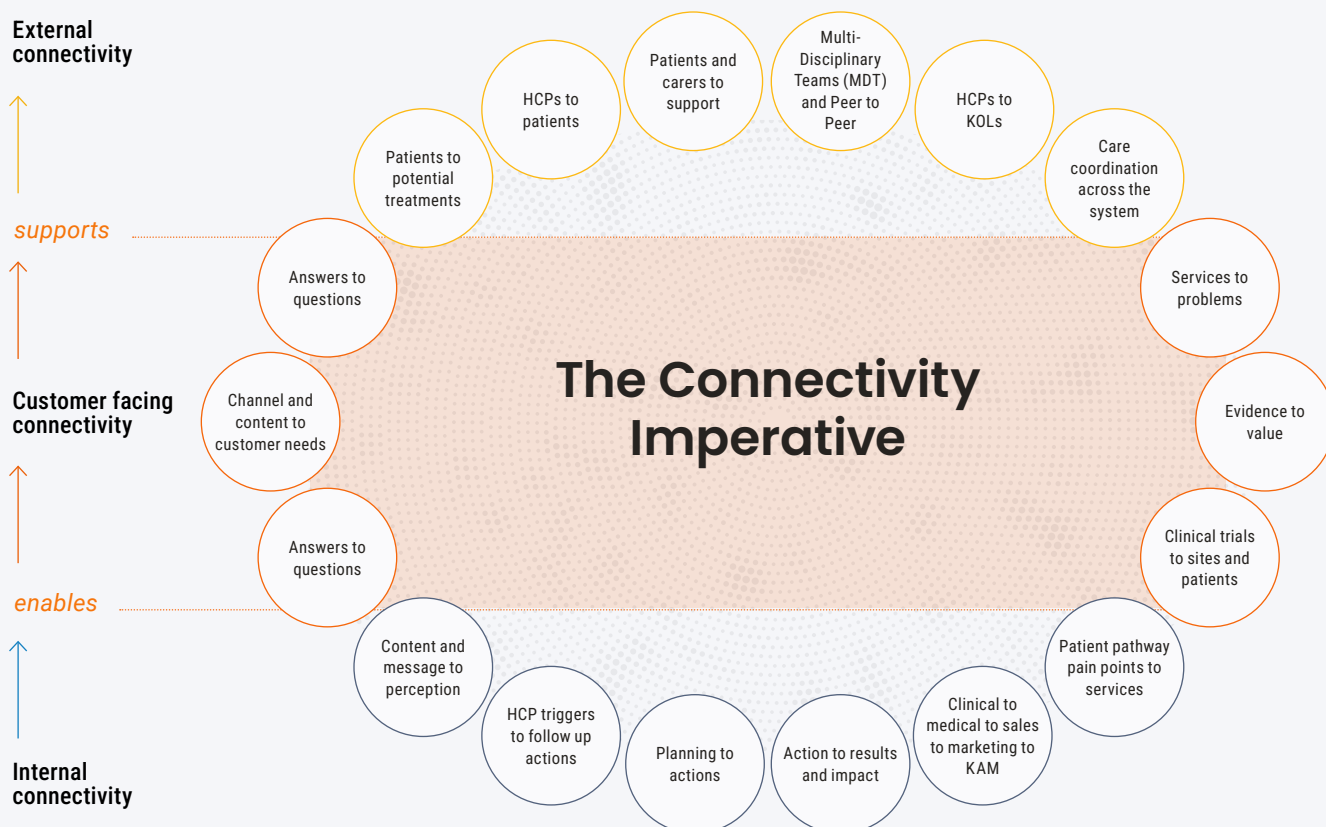 External
connectivity
supports
Customer facing
connectivity
enables
Internal
connectivity
The Connectivity
Imperative
Patients to
potential
treatments
HCPs to
patients
Patients and
carers to
support
Multi-
Disciplinary
Teams (MDT)
and Peer to
Peer
HCPs to
KOLs
Care
coordination
across the
system
Answers to
questions
Services to
problems
Channel and
content to
customer needs
Evidence to
value
Answers to
questions
Clinical trials
to sites and
patients
Content and
message to
perception
HCP triggers
to follow up
actions
Planning to
actions
Action to results
and impact
Clinical to
medical to sales
to marketing to
KAM
Patient pathway
pain points to
services